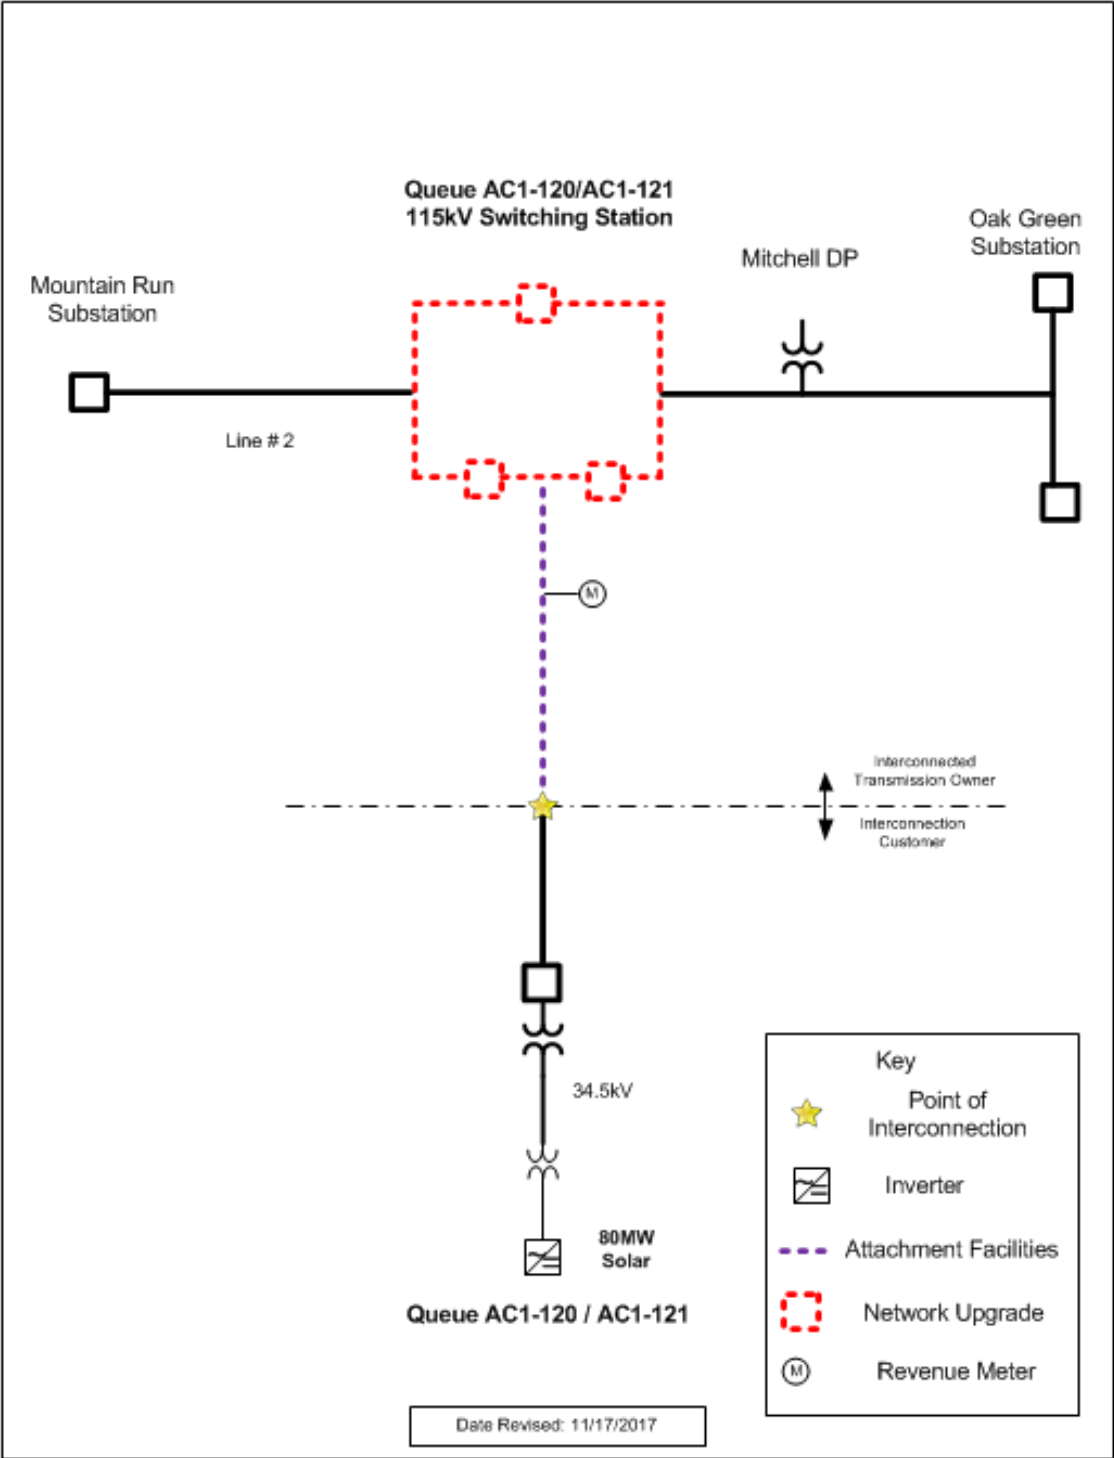 Queue AC1-120/AC1-121
115kV Switching Station
Oak Green
Substation
Mitchell DP
Mountain Run
Substation
Line # 2
M
Interconnected
Transmission Owner
Interconnection
Customer
34.5kV
80MW
Solar
Queue AC1-120 / AC1-121
Key
Point of
Interconnection
Inverter
Attachment Facilities
Network Upgrade
M
Revenue Meter
Date Revised: 11/17/2017